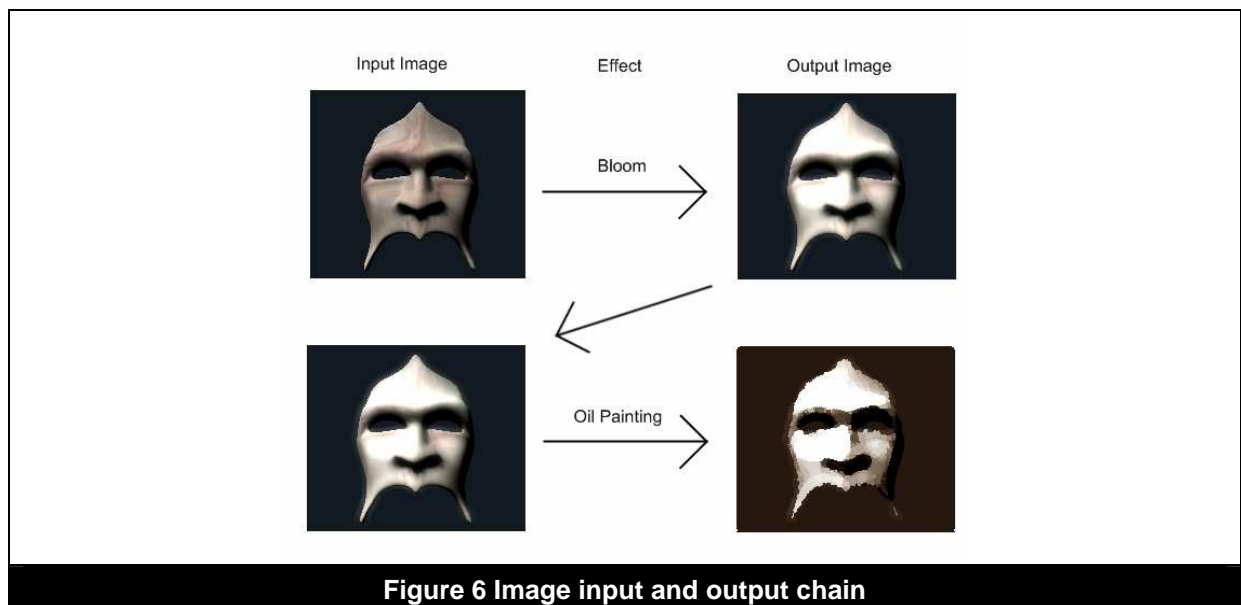 Input Image Effect Output Image
Bloom
Oil Painting
Figure 6 Image input and output chain